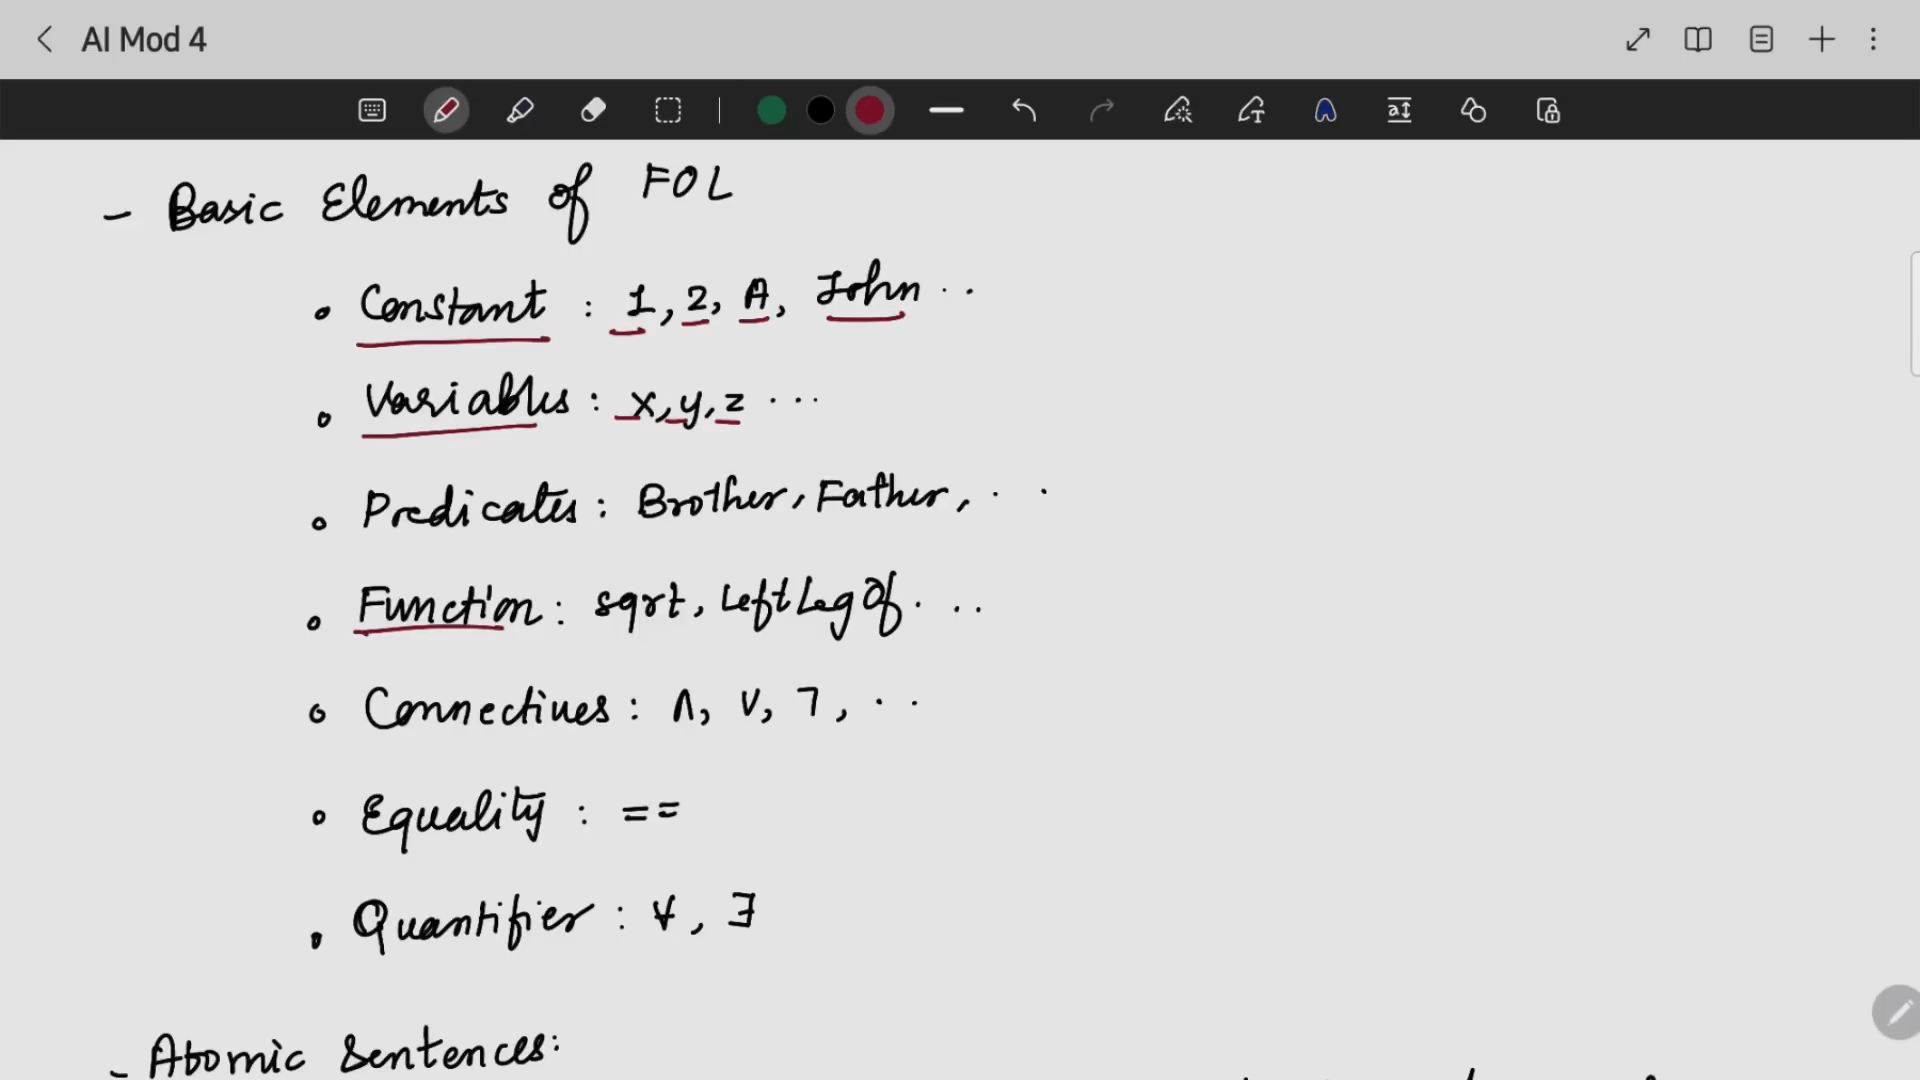 AI Mod 4
- Basic Elements of FOL
• Constant : 1, 2, A, John ..
• Variables : x, y, z ...
• Predicates : Brother, Father, ..
• Function : sqrt, LeftLegOf ...
• Connectives : ∧, ∨, ¬, ..
• Equality : ==
• Quantifier : ∀, ∃
- Atomic Sentences: